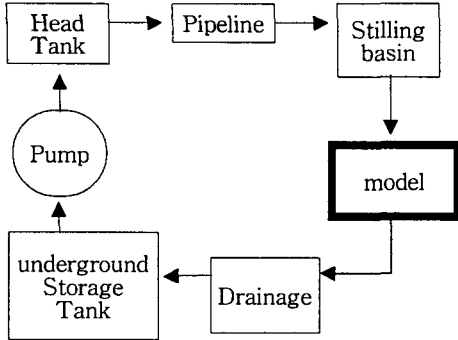 Head
Tank
Pipeline
Stilling
basin
Pump
model
underground
Storage
Tank
Drainage